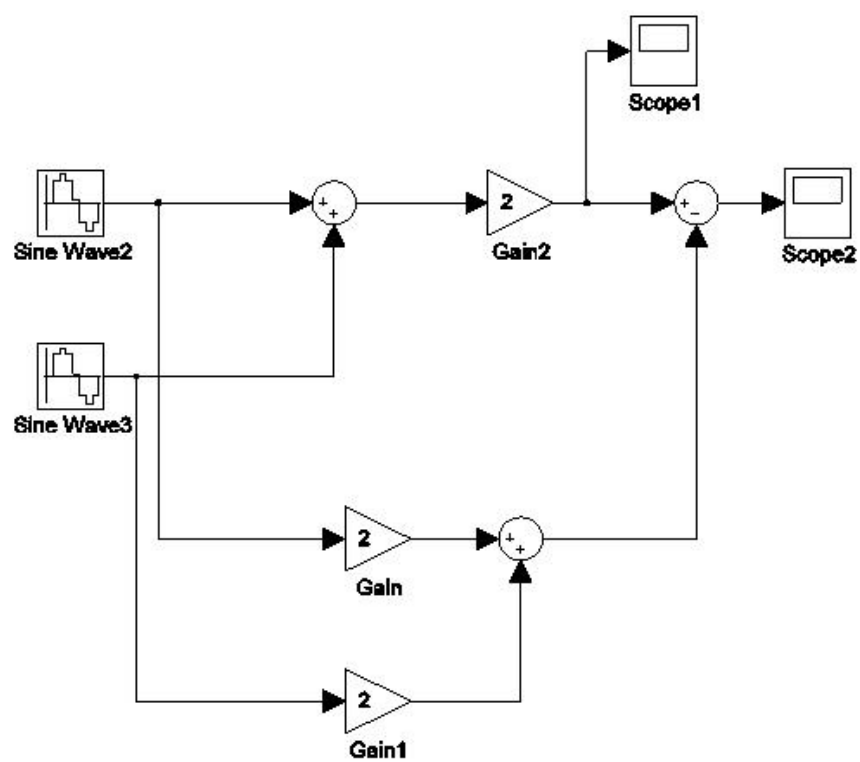 Scope1
+
+
2
+
−
Sine Wave2
Gain2
Scope2
Sine Wave3
2
+
+
Gain
2
Gain1